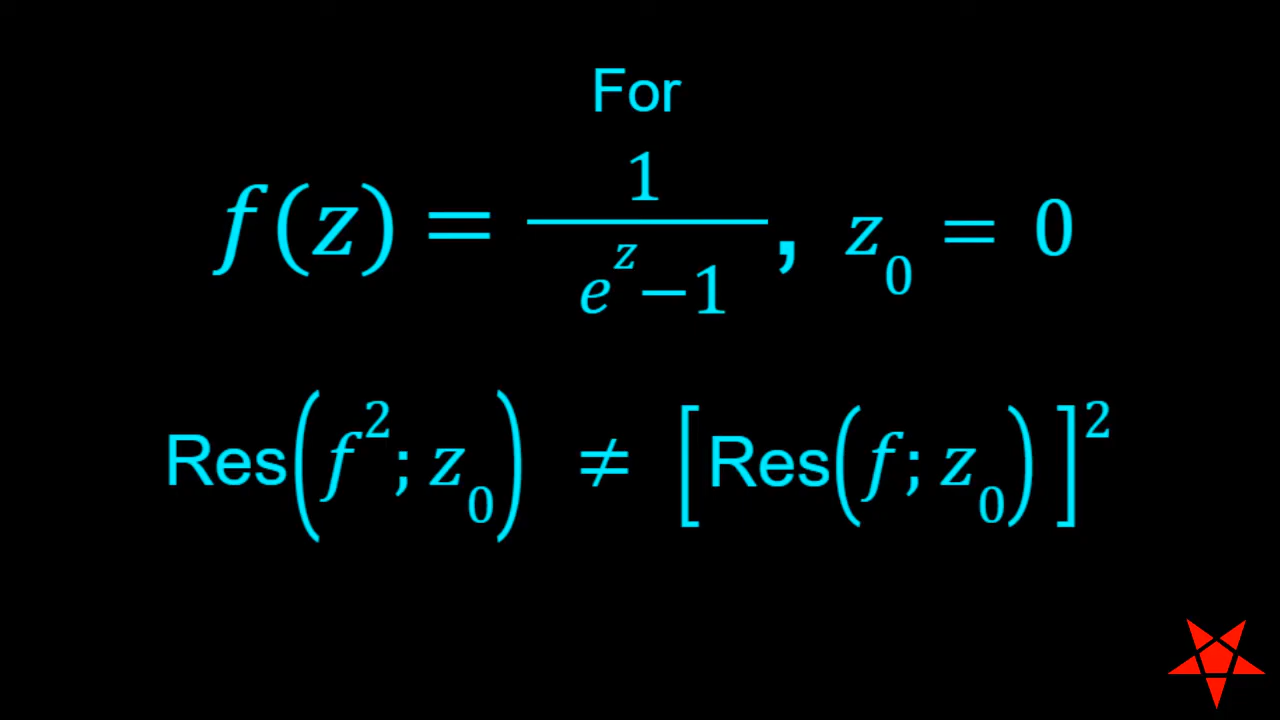 For
f(z) = 1/(e^z−1), z_0 = 0
Res(f^2; z_0) ≠ [Res(f; z_0)]^2